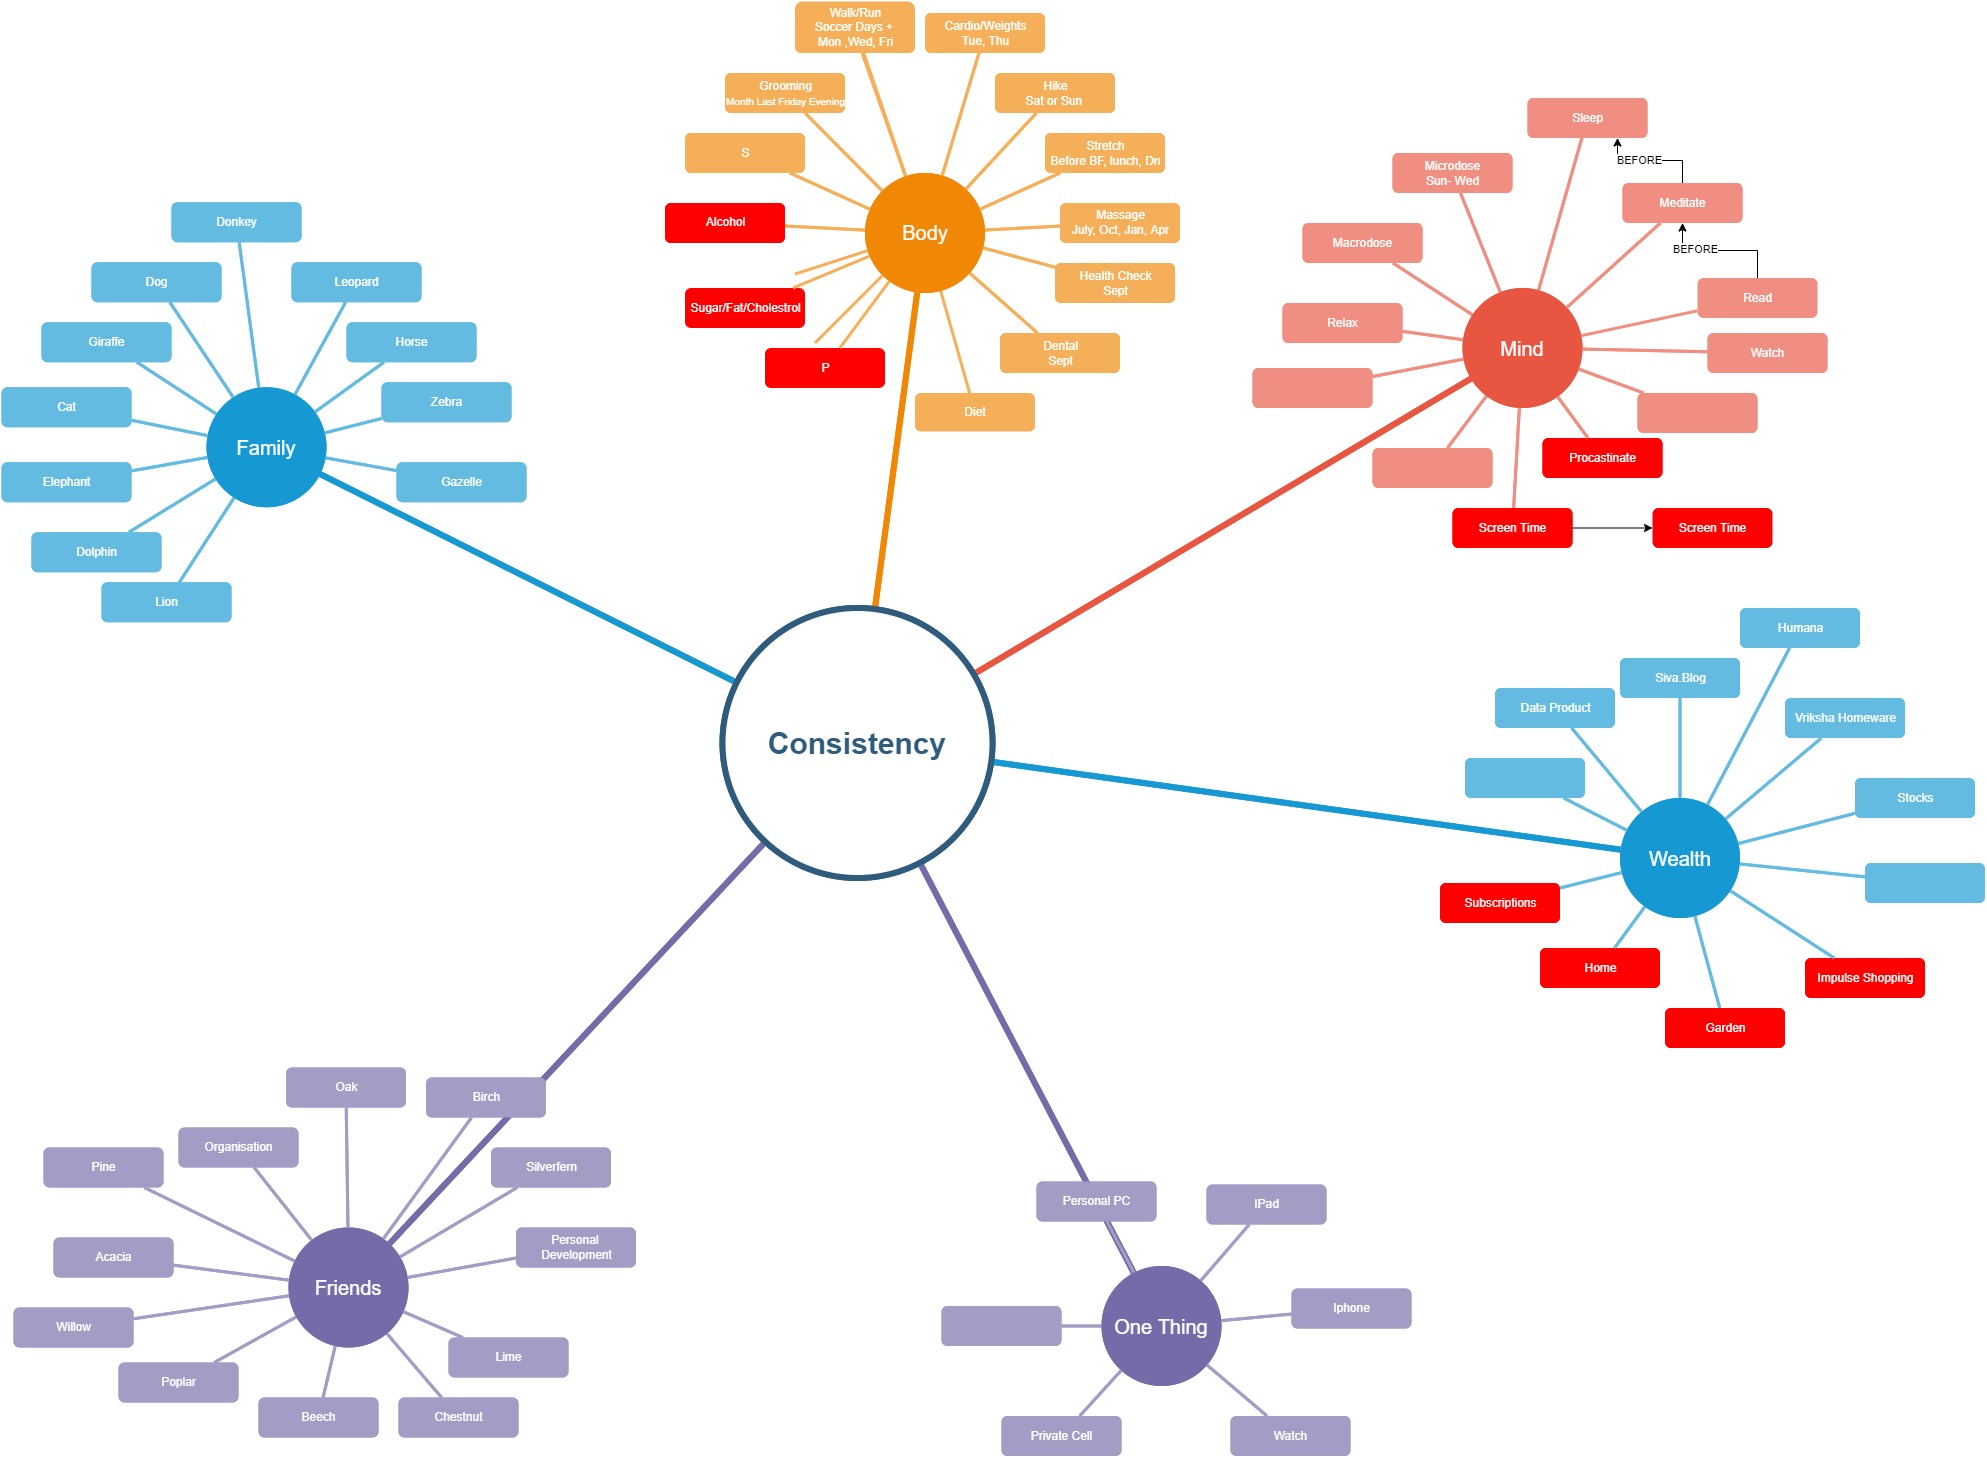 Walk/Run
Soccer Days +
Mon ,Wed, Fri
Cardio/Weights
Tue, Thu
Grooming
Month Last Friday Evening
Hike
Sat or Sun
S
Stretch
Before BF, lunch, Dn
Alcohol
Massage
July, Oct, Jan, Apr
Body
Health Check
Sept
Sugar/Fat/Cholestrol
Dental
Sept
P
Diet
Sleep
BEFORE
Microdose
Sun- Wed
Meditate
Macrodose
BEFORE
Read
Relax
Mind
Watch
Procastinate
Screen Time
Screen Time
Donkey
Dog
Leopard
Giraffe
Horse
Cat
Zebra
Family
Elephant
Gazelle
Dolphin
Lion
Consistency
Humana
Siva.Blog
Data Product
Vriksha Homeware
Stocks
Wealth
Subscriptions
Home
Impulse Shopping
Garden
Oak
Birch
Organisation
Pine
Silverfern
Personal
Development
Acacia
Friends
Willow
Lime
Poplar
Beech
Chestnut
Personal PC
IPad
Iphone
One Thing
Private Cell
Watch